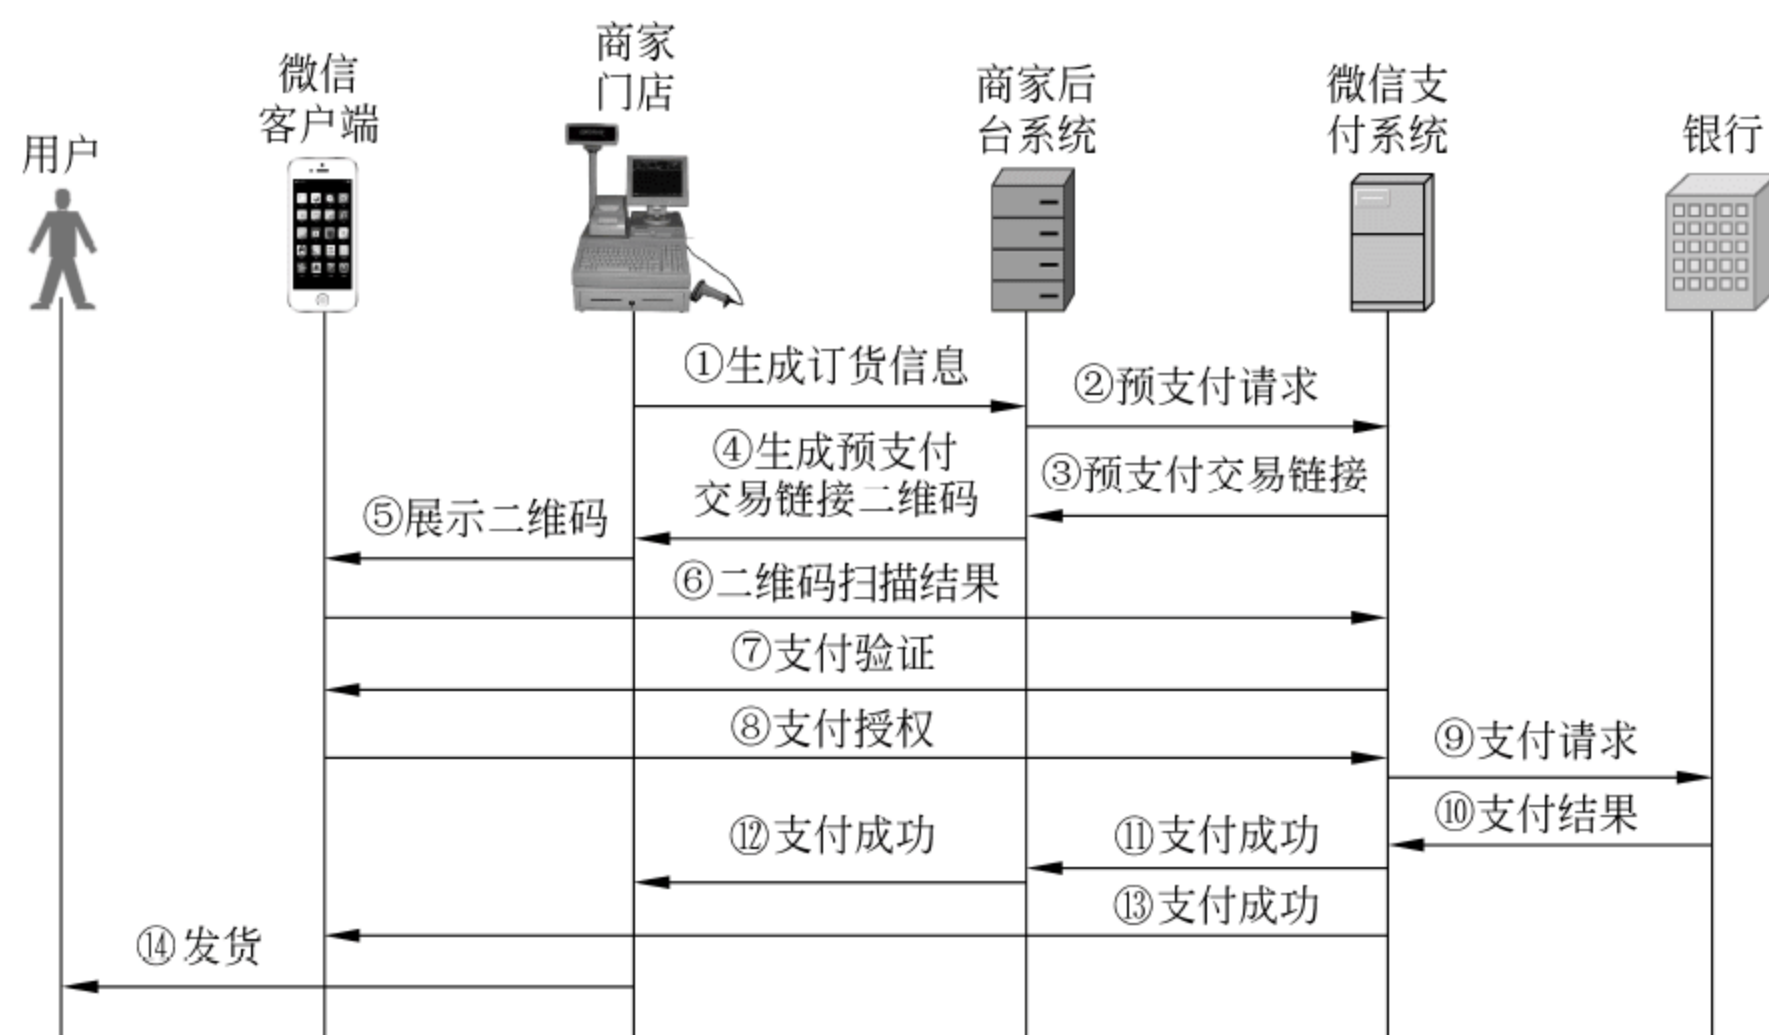 用户
微信
客户端
商家
门店
商家后
台系统
微信支
付系统
银行
①生成订货信息
②预支付请求
③预支付交易链接
④生成预支付
交易链接二维码
⑤展示二维码
⑥二维码扫描结果
⑦支付验证
⑧支付授权
⑨支付请求
⑩支付结果
⑪支付成功
⑫支付成功
⑬支付成功
⑭发货